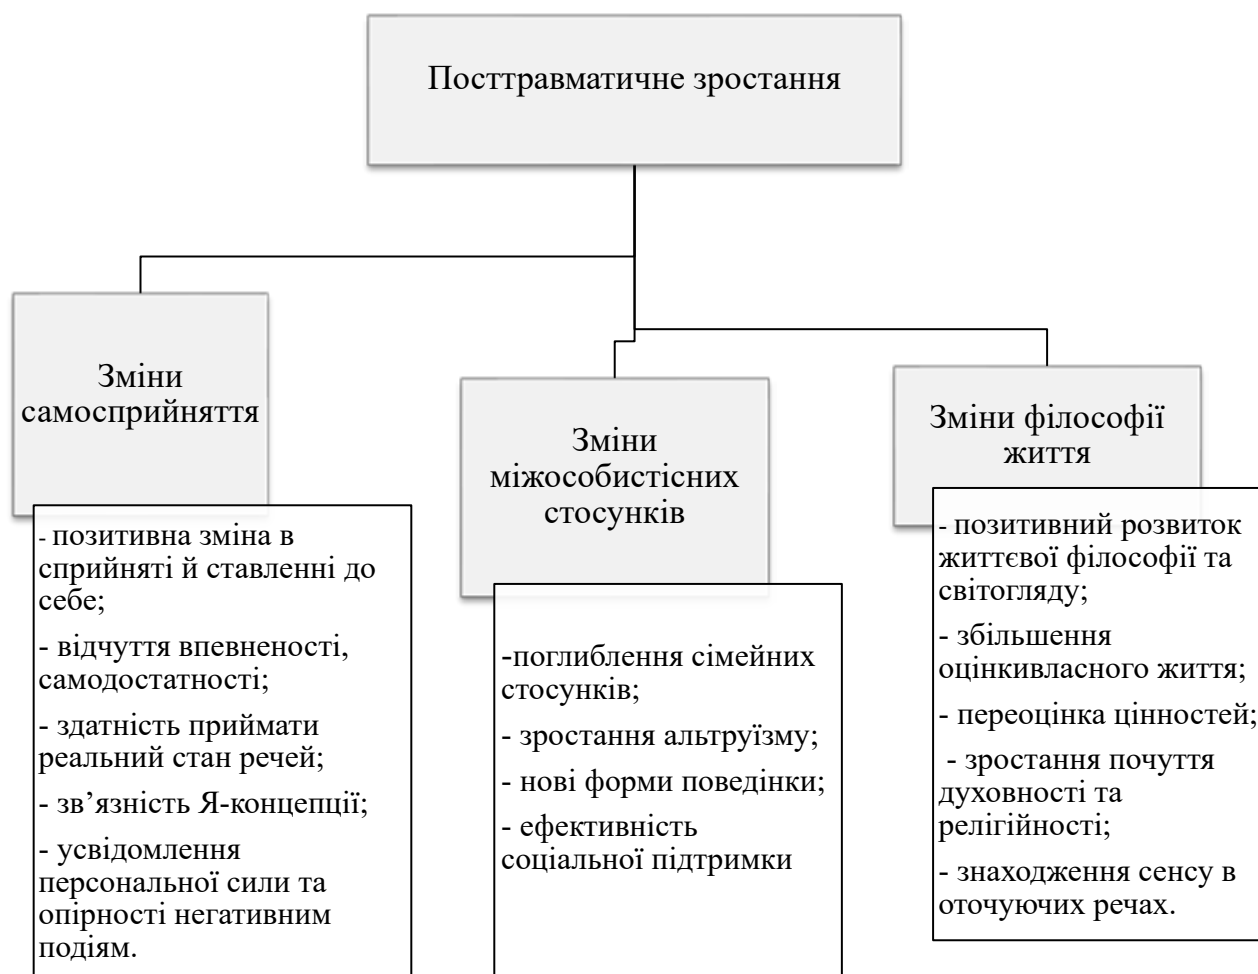 Посттравматичне зростання
Зміни
самосприйняття
- позитивна зміна в
сприйняті й ставленні до
себе;
- відчуття впевненості,
самодостатності;
- здатність приймати
реальний стан речей;
- зв’язність Я-концепції;
- усвідомлення
персональної сили та
опірності негативним
подіям.
Зміни
міжособистісних
стосунків
-поглиблення сімейних
стосунків;
- зростання альтруїзму;
- нові форми поведінки;
- ефективність
соціальної підтримки
Зміни філософії
життя
- позитивний розвиток
життєвої філософії та
світогляду;
- збільшення
оцінкивласного життя;
- переоцінка цінностей;
- зростання почуття
духовності та
релігійності;
- знаходження сенсу в
оточуючих речах.